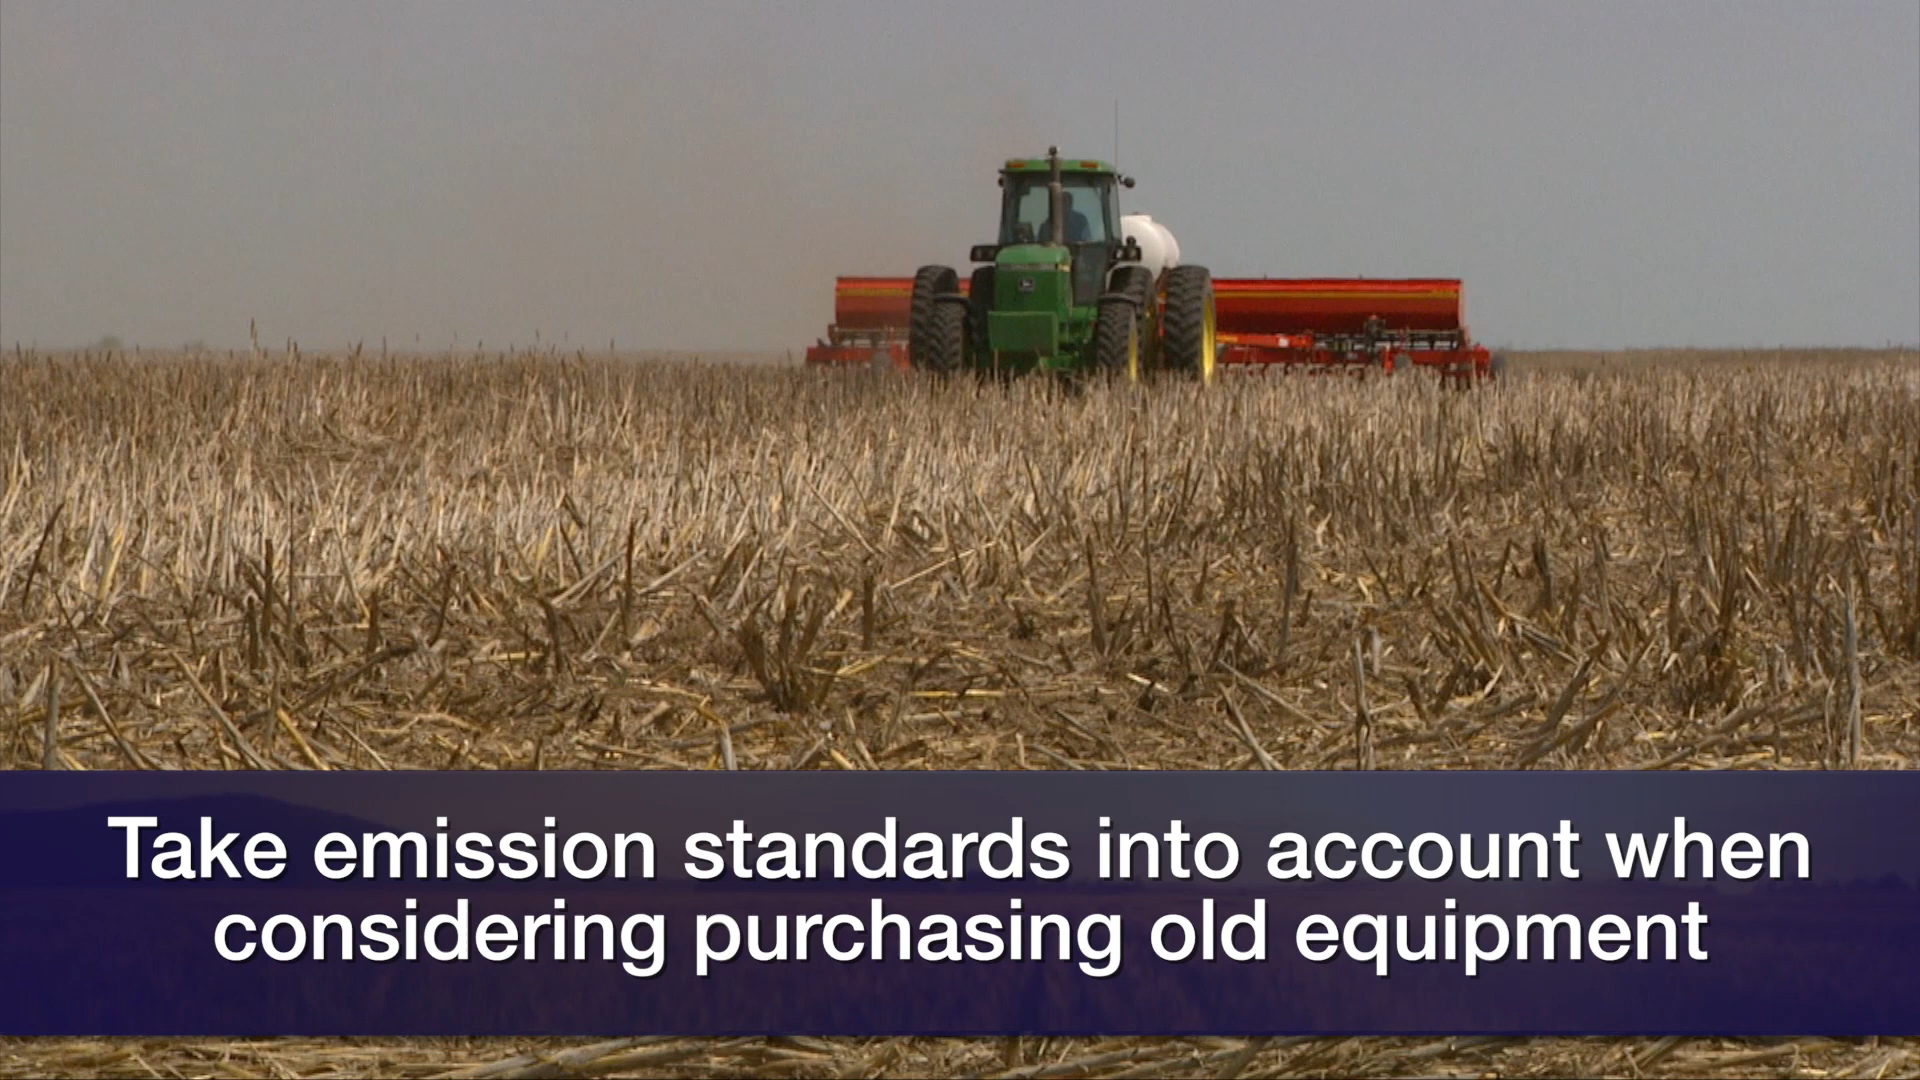 Take emission standards into account when
considering purchasing old equipment